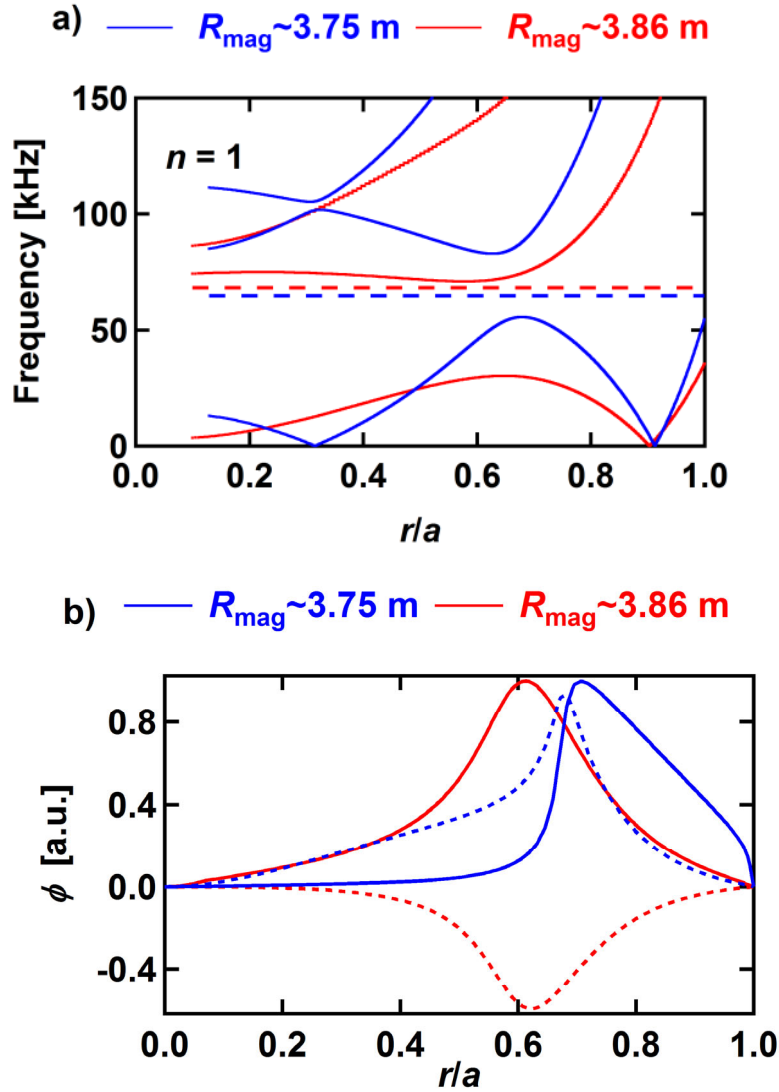 a)
R_mag~3.75 m R_mag~3.86 m
150
n = 1
100
Frequency [kHz]
50
0
0.0 0.2 0.4 0.6 0.8 1.0
r/a
b)
R_mag~3.75 m R_mag~3.86 m
0.8
0.4
ϕ [a.u.]
0.0
-0.4
0.0 0.2 0.4 0.6 0.8 1.0
r/a